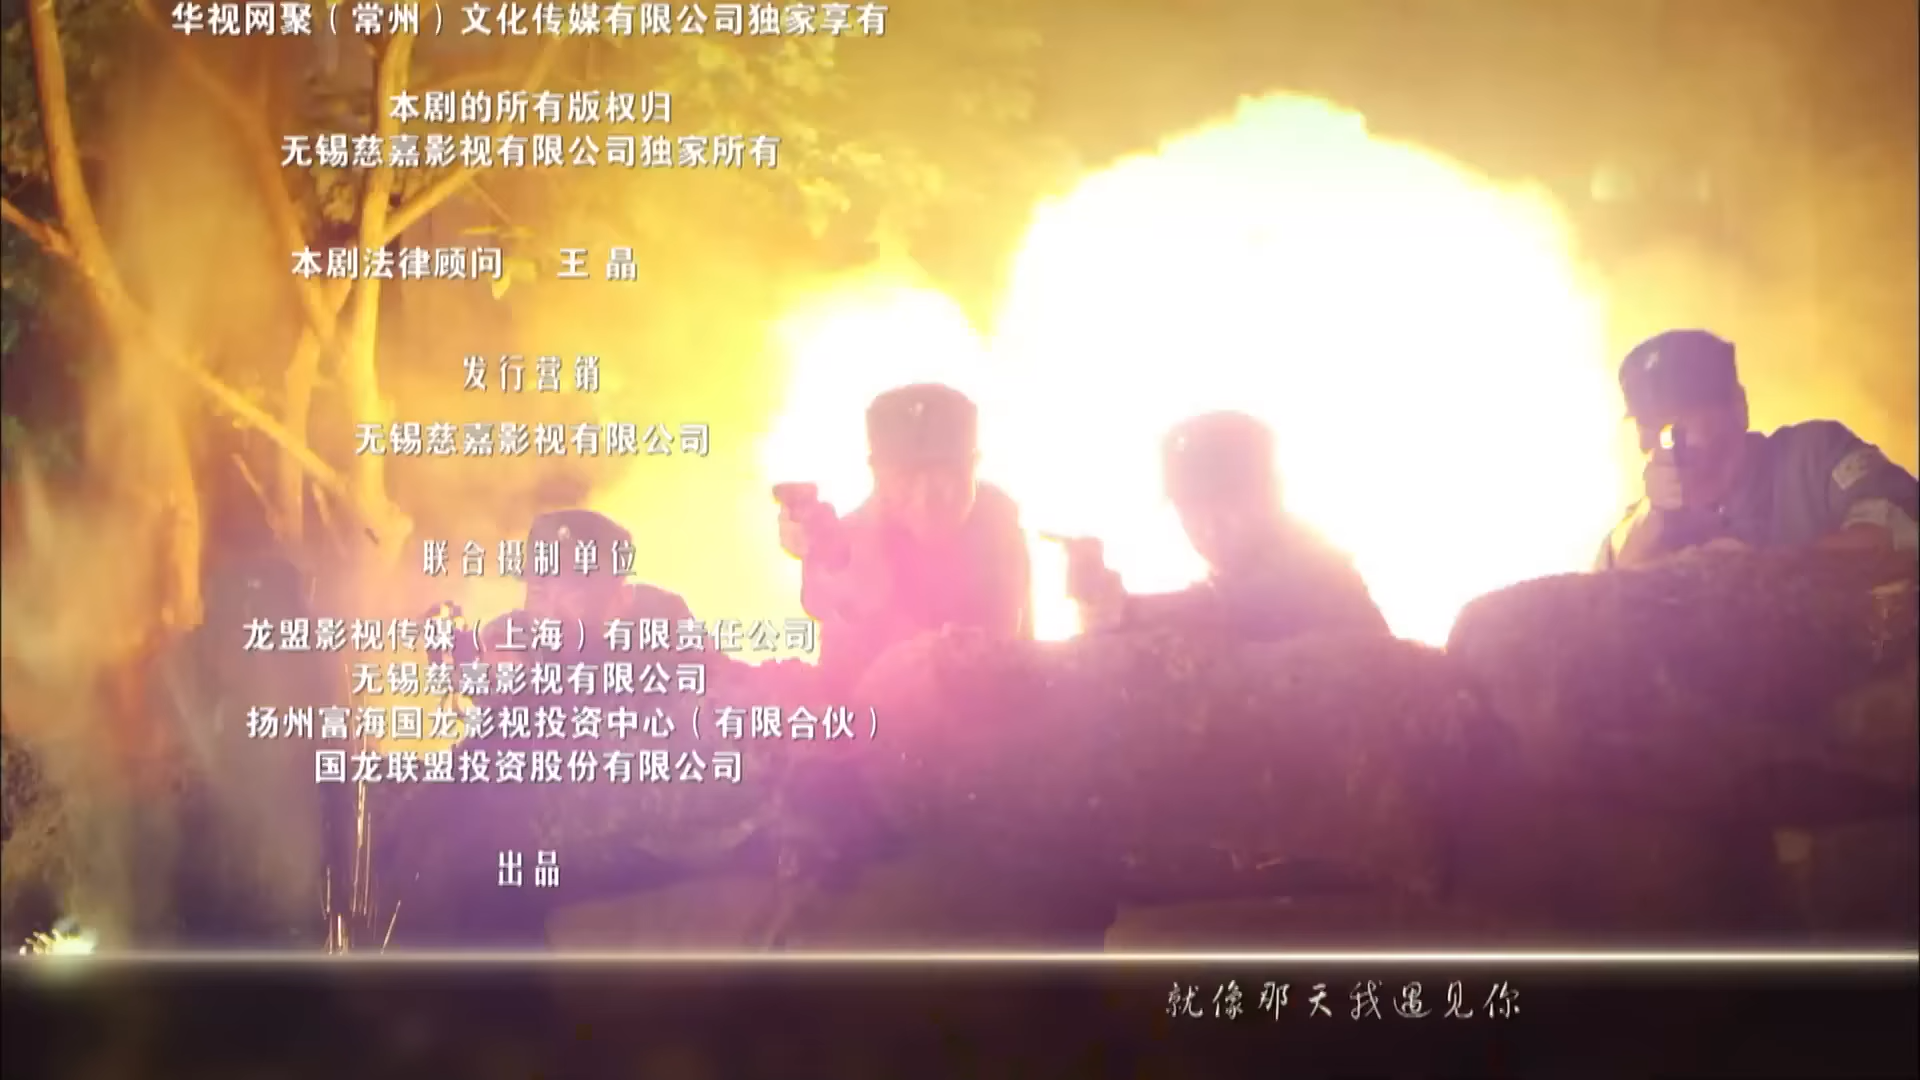 华视网聚（常州）文化传媒有限公司独家享有
本剧的所有版权归
无锡慈嘉影视有限公司独家所有
本剧法律顾问 王 晶
发行营销
无锡慈嘉影视有限公司
联合摄制单位
龙盟影视传媒（上海）有限责任公司
无锡慈嘉影视有限公司
扬州富海国龙影视投资中心（有限合伙）
国龙联盟投资股份有限公司
出品
就像那天我遇见你